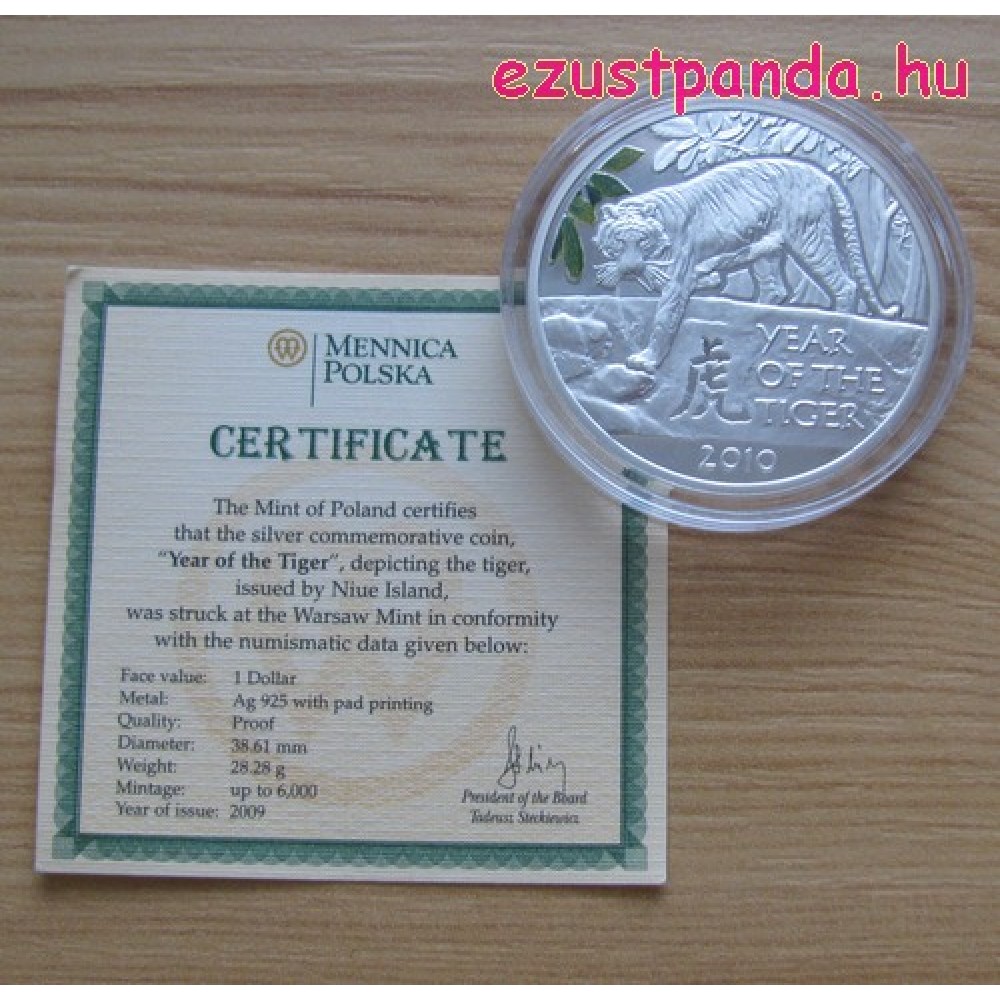 ezustpanda.hu
YEAR
虎 OF THE
TIGER
2010
MENNICA
POLSKA
CERTIFICATE
The Mint of Poland certifies
that the silver commemorative coin,
"Year of the Tiger", depicting the tiger,
issued by Niue Island,
was struck at the Warsaw Mint in conformity
with the numismatic data given below:
Face value: 1 Dollar
Metal: Ag 925 with pad printing
Quality: Proof
Diameter: 38.61 mm
Weight: 28.28 g
Mintage: up to 6,000
Year of issue: 2009
President of the Board
Tadeusz Steckiewicz